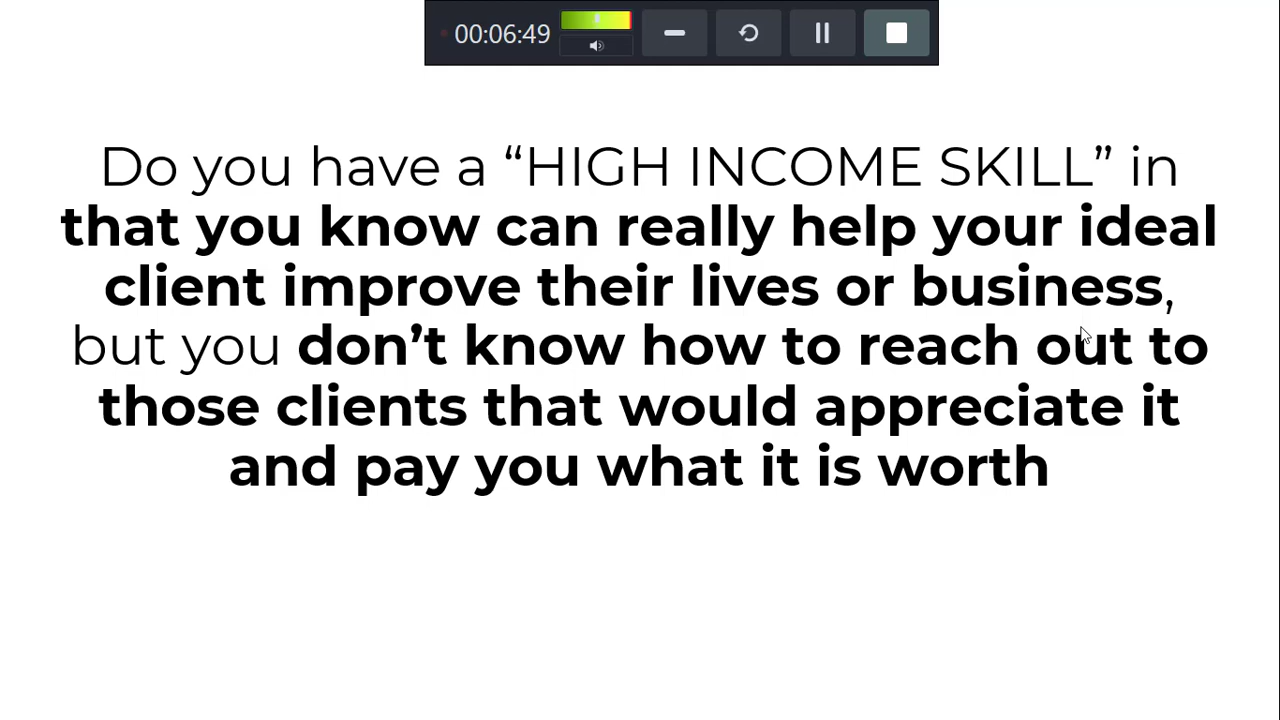 00:06:49
Do you have a “HIGH INCOME SKILL” in
that you know can really help your ideal
client improve their lives or business,
but you don’t know how to reach out to
those clients that would appreciate it
and pay you what it is worth